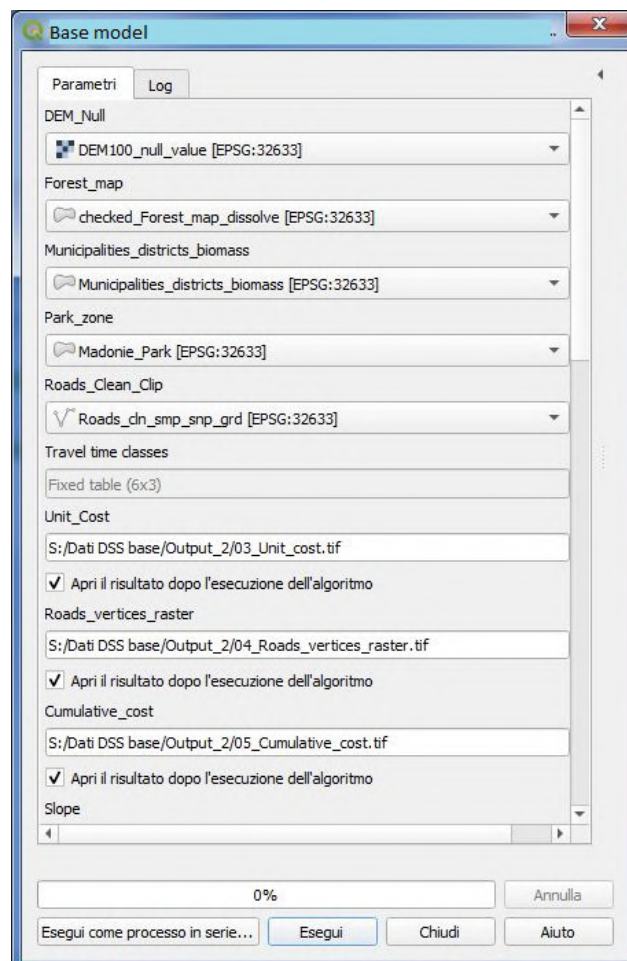 Base model
..
Parametri
Log
DEM_Null
DEM100_null_value [EPSG:32633]
Forest_map
checked_Forest_map_dissolve [EPSG:32633]
Municipalities_districts_biomass
Municipalities_districts_biomass [EPSG:32633]
Park_zone
Madonie_Park [EPSG:32633]
Roads_Clean_Clip
Roads_cln_smp_snp_grd [EPSG:32633]
Travel time classes
Fixed table (6x3)
Unit_Cost
S:/Dati DSS base/Output_2/03_Unit_cost.tif
Apri il risultato dopo l'esecuzione dell'algoritmo
Roads_vertices_raster
S:/Dati DSS base/Output_2/04_Roads_vertices_raster.tif
Apri il risultato dopo l'esecuzione dell'algoritmo
Cumulative_cost
S:/Dati DSS base/Output_2/05_Cumulative_cost.tif
Apri il risultato dopo l'esecuzione dell'algoritmo
Slope
0%
Annulla
Esegui come processo in serie...
Esegui
Chiudi
Aiuto